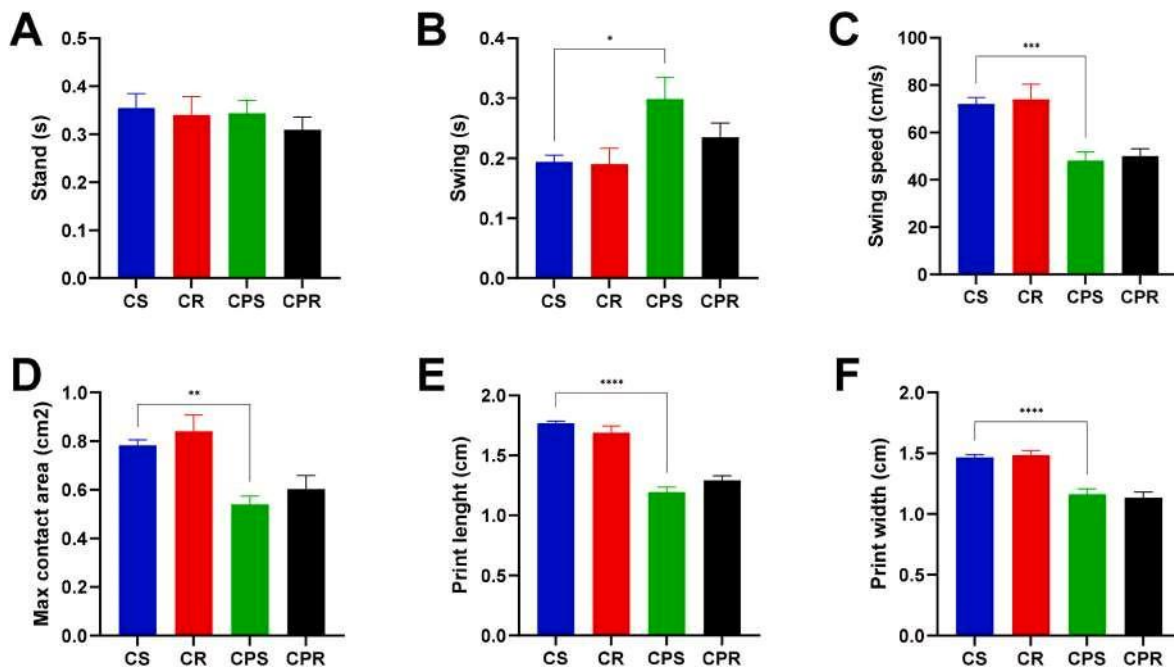 A
Stand (s)
0.5
0.4
0.3
0.2
0.1
0.0
CS CR CPS CPR
B
Swing (s)
0.4
0.3
0.2
0.1
0.0
*
CS CR CPS CPR
C
Swing speed (cm/s)
100
80
60
40
20
0
***
CS CR CPS CPR
D
Max contact area (cm2)
1.0
0.8
0.6
0.4
0.2
0.0
**
CS CR CPS CPR
E
Print lenght (cm)
2.0
1.5
1.0
0.5
0.0
****
CS CR CPS CPR
F
Print width (cm)
2.0
1.5
1.0
0.5
0.0
****
CS CR CPS CPR